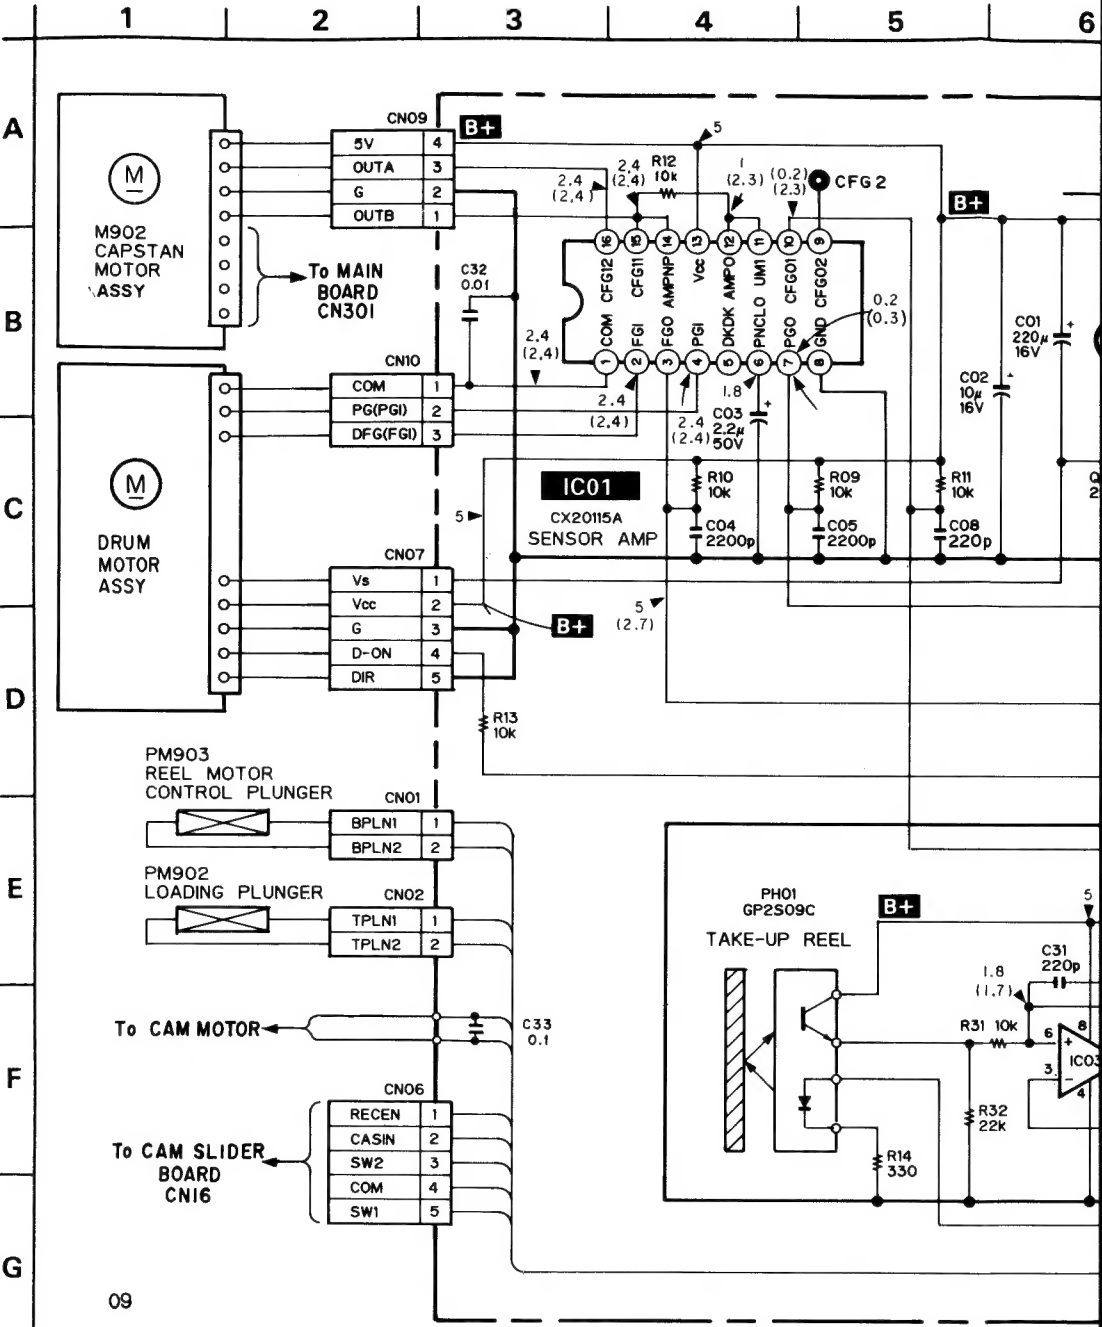 1 2 3 4 5 6
A
B
C
D
E
F
G
M
M902
CAPSTAN
MOTOR
ASSY
To MAIN
BOARD
CN301
CN09
5V 4
OUTA 3
G 2
OUTB 1
B+
5
2.4
(2.4)
2.4
(2.4)
R12
10k
1
(2.3)
(0.2)
2.3
CFG 2
B+
16 15 14 13 12 11 10 9
COM CFG12
FGI CFG11
FGO AMPNP
PGI Vcc
DKDK AMPO
PNCLO UM1
PGO CFGO1
GND CFGO2
1 2 3 4 5 6 7 8
0.2
(0.3)
C32
0.01
2.4
(2.4)
C01
220µ
16V
C02
10µ
16V
CN10
COM 1
PG(PGI) 2
DFG(FGI) 3
2.4
(2.4)
2.4
(2.4)
1.8
C03
2.2µ
50V
M
DRUM
MOTOR
ASSY
IC01
CX20115A
SENSOR AMP
5
R10
10k
R09
10k
R11
10k
C04
2200p
C05
2200p
C08
220p
Q
2
CN07
Vs 1
Vcc 2
G 3
D-ON 4
DIR 5
B+
5
(2.7)
R13
10k
PM903
REEL MOTOR
CONTROL PLUNGER
CN01
BPLN1 1
BPLN2 2
PM902
LOADING PLUNGER
CN02
TPLN1 1
TPLN2 2
PH01
GP2S09C
TAKE-UP REEL
B+
5
C31
220p
1.8
(1.7)
R31 10k
6
+
8
IC03
3
-
4
R32
22k
R14
330
To CAM MOTOR
C33
0.1
To CAM SLIDER
BOARD
CN16
CN06
RECEN 1
CASIN 2
SW2 3
COM 4
SW1 5
09